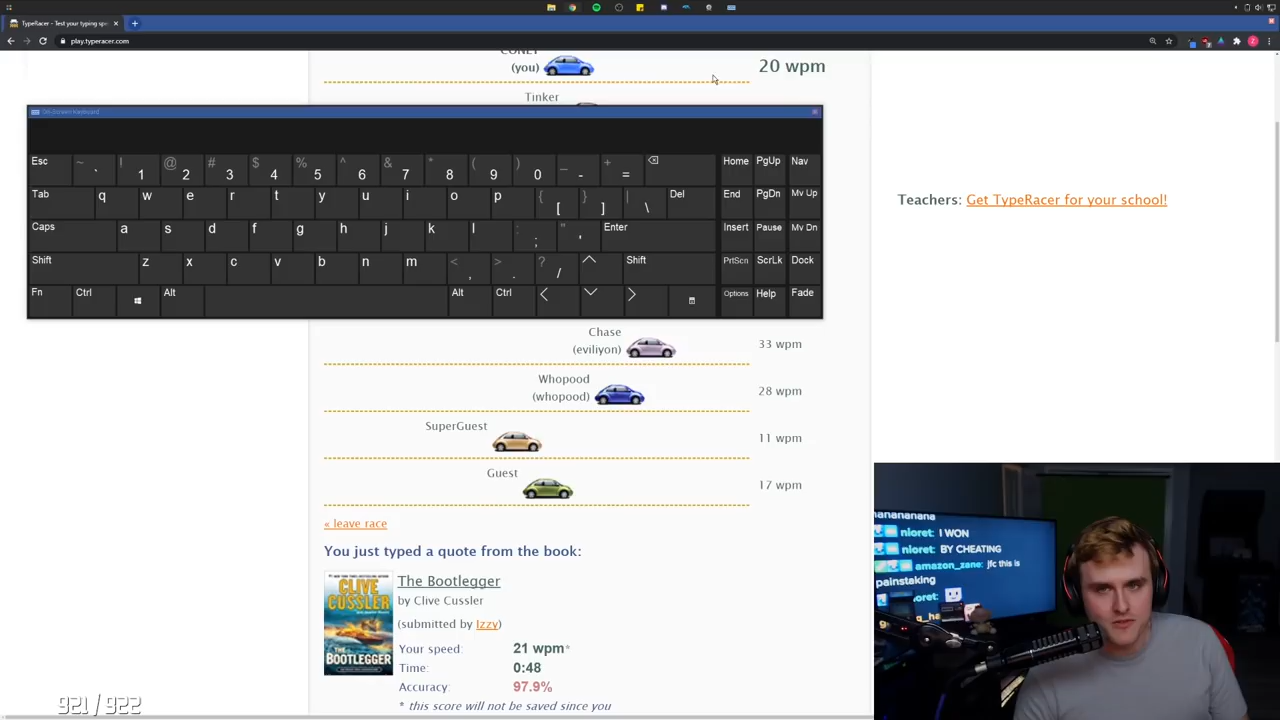 TypeRacer - Test your typing sp
play.typeracer.com
(you)
20 wpm
Tinker
On-Screen Keyboard
Esc ~ ` ! 1 @ 2 # 3 $ 4 % 5 ^ 6 & 7 * 8 ( 9 ) 0 _ - + = Home PgUp Nav
Tab q w e r t y u i o p { [ } ] | \ Del End PgDn Mv Up
Caps a s d f g h j k l : ; " ' Enter Insert Pause Mv Dn
Shift z x c v b n m < , > . ? / Shift PrtScn ScrLk Dock
Fn Ctrl Alt Alt Ctrl Options Help Fade
Teachers: Get TypeRacer for your school!
Chase
(eviliyon)
33 wpm
Whopood
(whopood)
28 wpm
SuperGuest
11 wpm
Guest
17 wpm
« leave race
You just typed a quote from the book:
CLIVE
CUSSLER
THE
BOOTLEGGER
The Bootlegger
by Clive Cussler
(submitted by Izzy)
Your speed: 21 wpm*
Time: 0:48
Accuracy: 97.9%
* this score will not be saved since you
nanananana
nioret: I WON
nioret: BY CHEATING
amazon_zane: jfc this is
painstaking
921 / 922